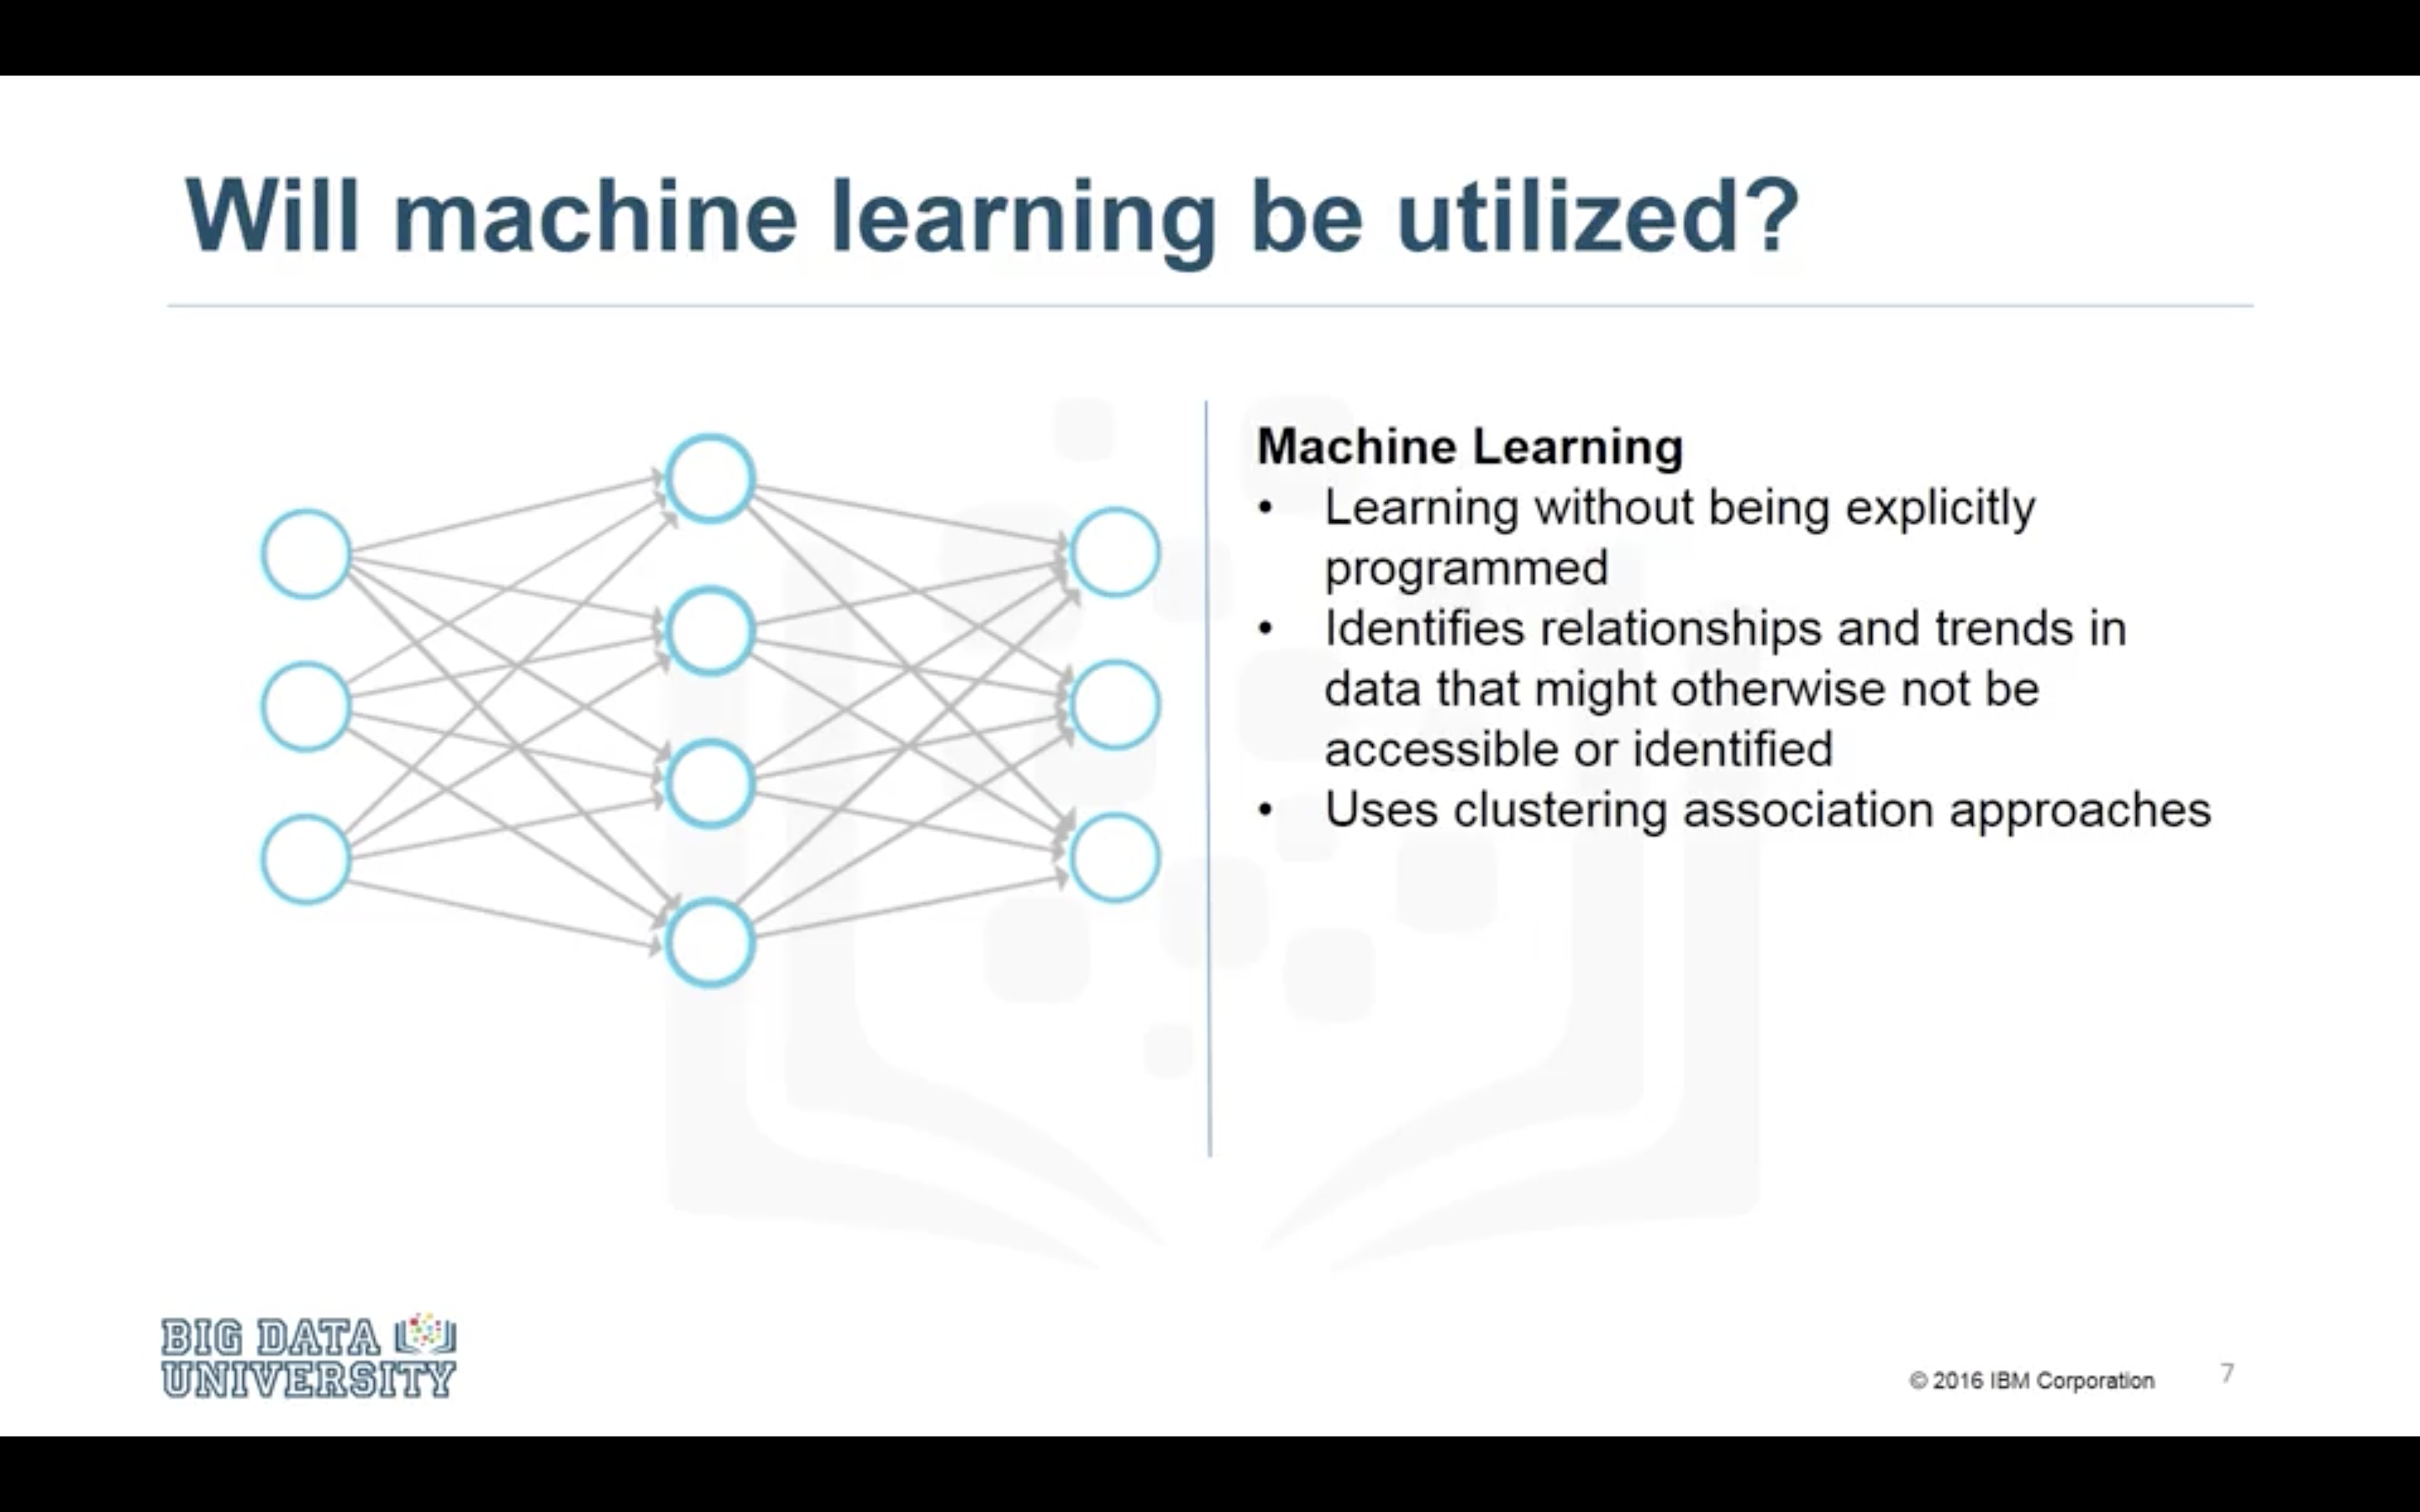 Will machine learning be utilized?
Machine Learning
• Learning without being explicitly
programmed
• Identifies relationships and trends in
data that might otherwise not be
accessible or identified
• Uses clustering association approaches
BIG DATA
UNIVERSITY
© 2016 IBM Corporation 7